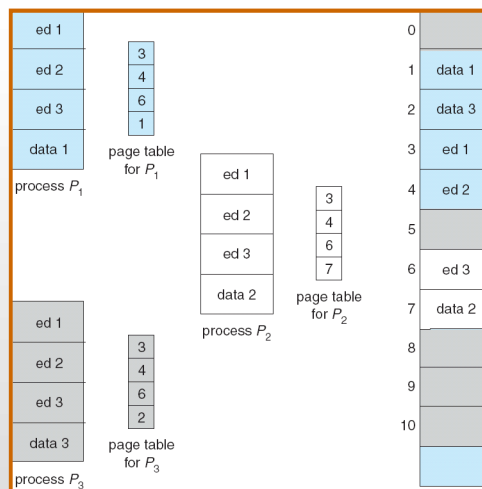 ed 1
ed 2
ed 3
data 1
process P1
3
4
6
1
page table
for P1
ed 1
ed 2
ed 3
data 2
process P2
3
4
6
7
page table
for P2
ed 1
ed 2
ed 3
data 3
process P3
3
4
6
2
page table
for P3
0
1 data 1
2 data 3
3 ed 1
4 ed 2
5
6 ed 3
7 data 2
8
9
10